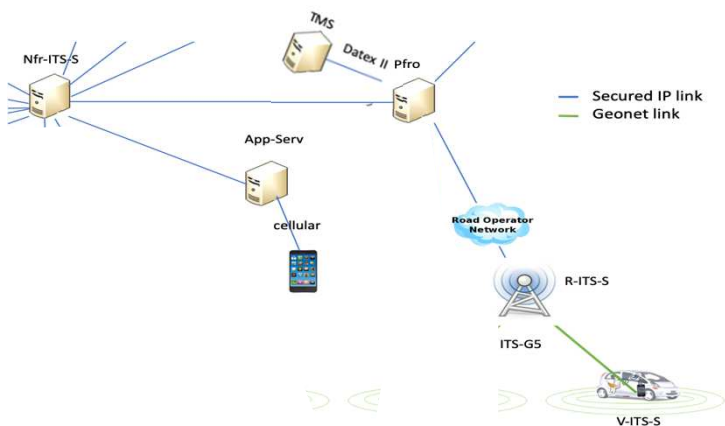 TMS
Nfr-ITS-S
Datex II
Pfro
Secured IP link
Geonet link
App-Serv
cellular
Road Operator
Network
R-ITS-S
ITS-G5
V-ITS-S